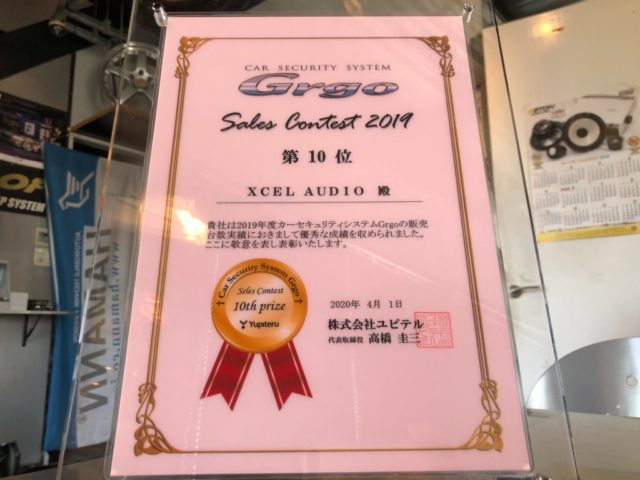 CAR SECURITY SYSTEM
Grgo
Sales Contest 2019
第 10 位
XCEL AUDIO 殿
貴社は2019年度カーセキュリティシステムGrgoの販売
台数実績におきまして優秀な成績を収められました。
ここに敬意を表し表彰いたします。
† Car Security System Grgo †
Seles Contest
10th prize
Yupiteru
2020年 4月 1日
株式会社ユピテル
代表取締役 高橋 圭三
P SYSTEM
HAMANN